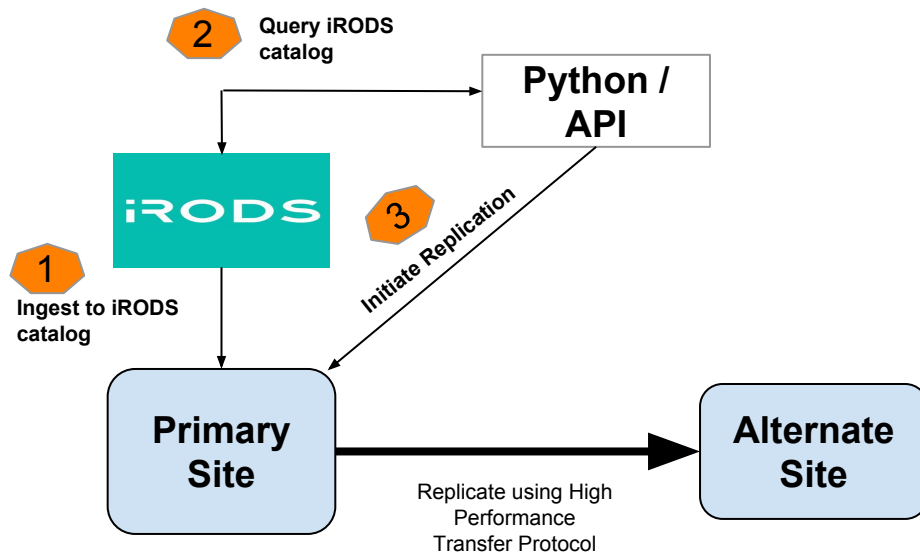 2
Query iRODS
catalog
Python /
API
iRODS
3
Initiate Replication
1
Ingest to iRODS
catalog
Primary
Site
Alternate
Site
Replicate using High
Performance
Transfer Protocol